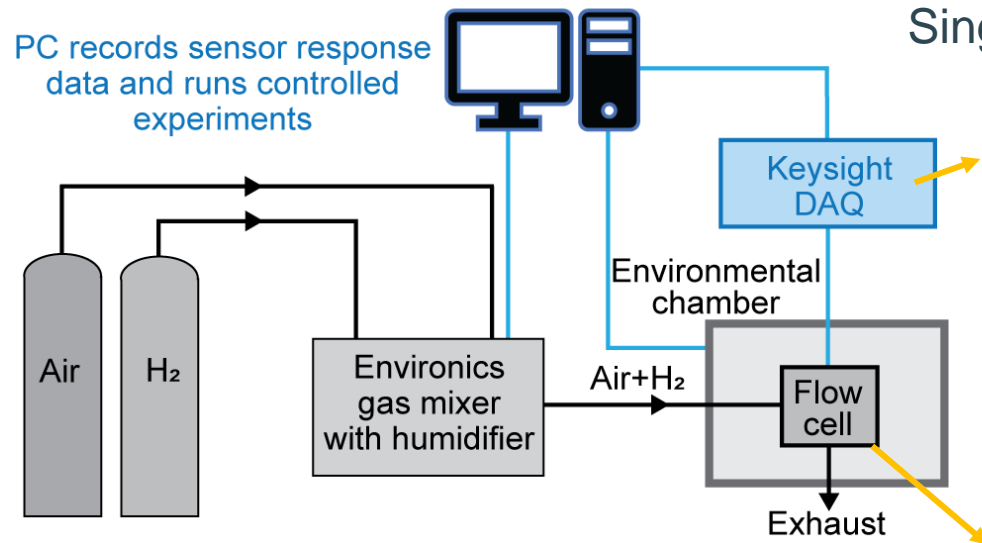 Sing
PC records sensor response
data and runs controlled
experiments
Keysight
DAQ
Environmental
chamber
Air
H₂
Environics
gas mixer
with humidifier
Air+H₂
Flow
cell
Exhaust